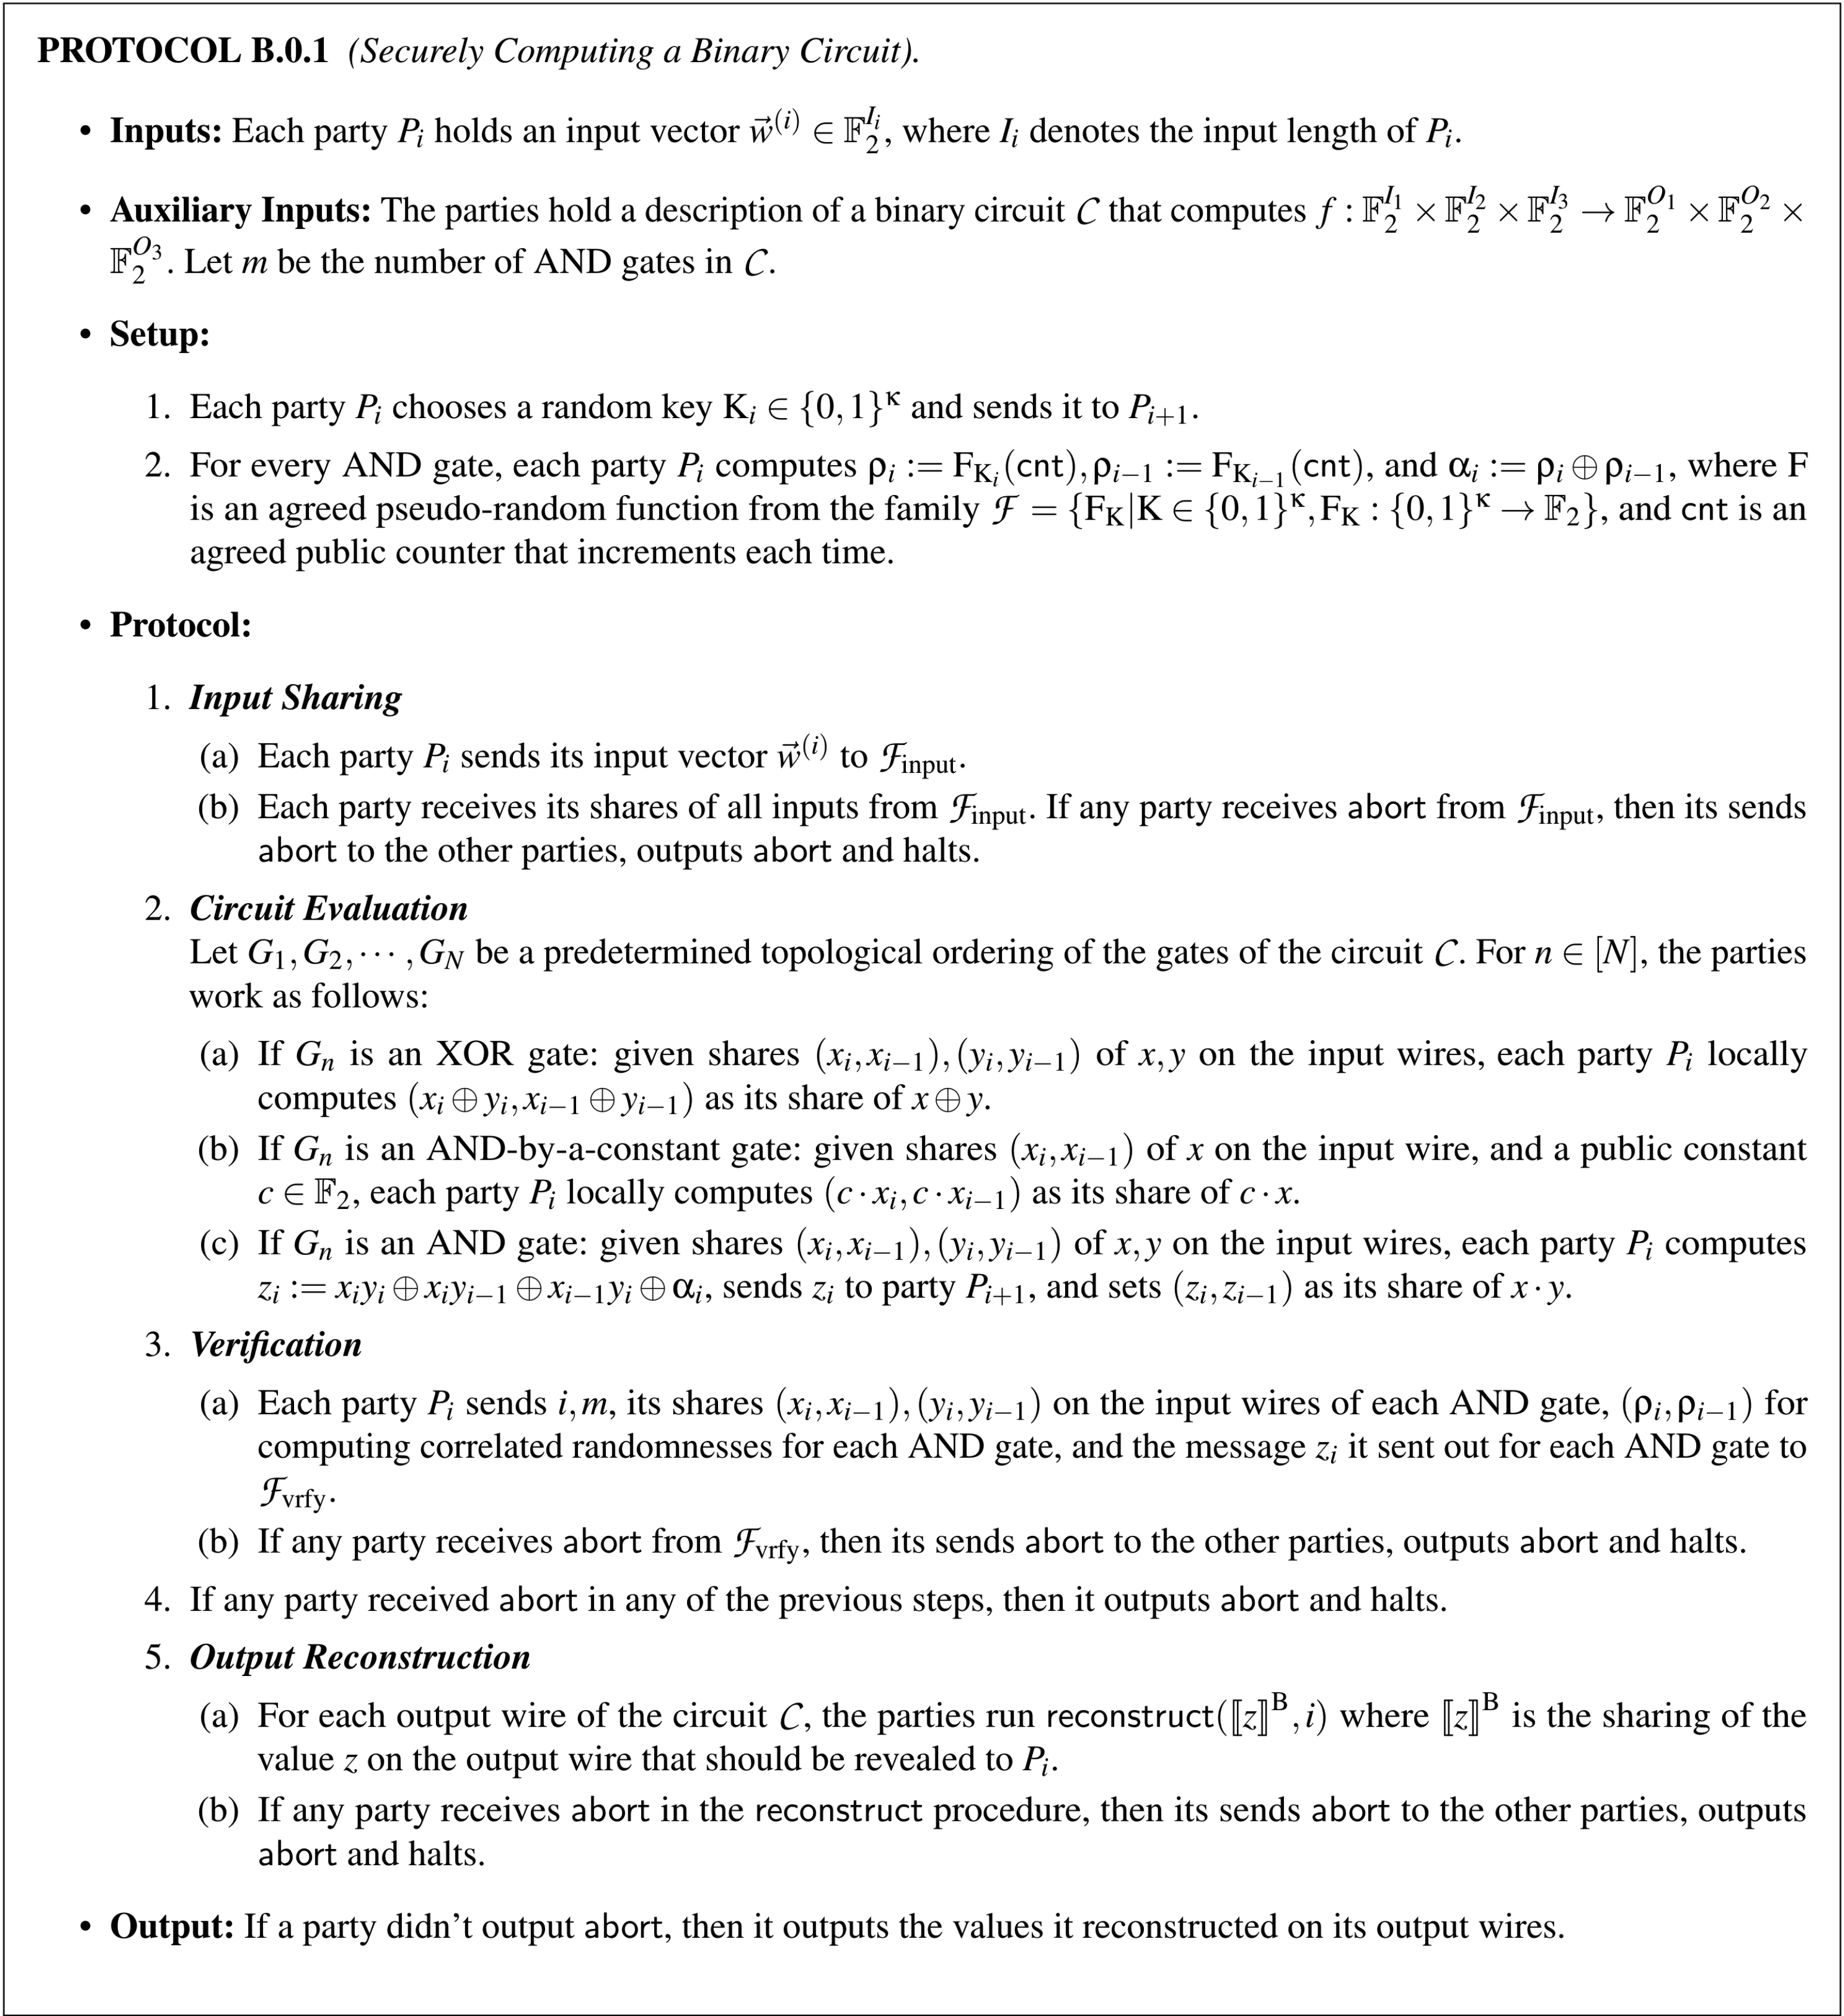 PROTOCOL B.0.1 (Securely Computing a Binary Circuit).
• Inputs: Each party $P_i$ holds an input vector $\vec{w}^{(i)} \in \mathbb{F}_2^{I_i}$, where $I_i$ denotes the input length of $P_i$.
• Auxiliary Inputs: The parties hold a description of a binary circuit $\mathcal{C}$ that computes $f : \mathbb{F}_2^{I_1} \times \mathbb{F}_2^{I_2} \times \mathbb{F}_2^{I_3} \to \mathbb{F}_2^{O_1} \times \mathbb{F}_2^{O_2} \times$
$\mathbb{F}_2^{O_3}$. Let $m$ be the number of AND gates in $\mathcal{C}$.
• Setup:
1. Each party $P_i$ chooses a random key $\mathrm{K}_i \in \{0,1\}^\kappa$ and sends it to $P_{i+1}$.
2. For every AND gate, each party $P_i$ computes $\rho_i := \mathrm{F}_{\mathrm{K}_i}(\mathsf{cnt}), \rho_{i-1} := \mathrm{F}_{\mathrm{K}_{i-1}}(\mathsf{cnt})$, and $\alpha_i := \rho_i \oplus \rho_{i-1}$, where F
is an agreed pseudo-random function from the family $\mathcal{F} = \{\mathrm{F}_\mathrm{K} | \mathrm{K} \in \{0,1\}^\kappa, \mathrm{F}_\mathrm{K} : \{0,1\}^\kappa \to \mathbb{F}_2\}$, and cnt is an
agreed public counter that increments each time.
• Protocol:
1. Input Sharing
(a) Each party $P_i$ sends its input vector $\vec{w}^{(i)}$ to $\mathcal{F}_{\text{input}}$.
(b) Each party receives its shares of all inputs from $\mathcal{F}_{\text{input}}$. If any party receives abort from $\mathcal{F}_{\text{input}}$, then its sends
abort to the other parties, outputs abort and halts.
2. Circuit Evaluation
Let $G_1, G_2, \cdots, G_N$ be a predetermined topological ordering of the gates of the circuit $\mathcal{C}$. For $n \in [N]$, the parties
work as follows:
(a) If $G_n$ is an XOR gate: given shares $(x_i, x_{i-1}), (y_i, y_{i-1})$ of $x, y$ on the input wires, each party $P_i$ locally
computes $(x_i \oplus y_i, x_{i-1} \oplus y_{i-1})$ as its share of $x \oplus y$.
(b) If $G_n$ is an AND-by-a-constant gate: given shares $(x_i, x_{i-1})$ of $x$ on the input wire, and a public constant
$c \in \mathbb{F}_2$, each party $P_i$ locally computes $(c \cdot x_i, c \cdot x_{i-1})$ as its share of $c \cdot x$.
(c) If $G_n$ is an AND gate: given shares $(x_i, x_{i-1}), (y_i, y_{i-1})$ of $x, y$ on the input wires, each party $P_i$ computes
$z_i := x_i y_i \oplus x_i y_{i-1} \oplus x_{i-1} y_i \oplus \alpha_i$, sends $z_i$ to party $P_{i+1}$, and sets $(z_i, z_{i-1})$ as its share of $x \cdot y$.
3. Verification
(a) Each party $P_i$ sends $i, m$, its shares $(x_i, x_{i-1}), (y_i, y_{i-1})$ on the input wires of each AND gate, $(\rho_i, \rho_{i-1})$ for
computing correlated randomnesses for each AND gate, and the message $z_i$ it sent out for each AND gate to
$\mathcal{F}_{\text{vrfy}}$.
(b) If any party receives abort from $\mathcal{F}_{\text{vrfy}}$, then its sends abort to the other parties, outputs abort and halts.
4. If any party received abort in any of the previous steps, then it outputs abort and halts.
5. Output Reconstruction
(a) For each output wire of the circuit $\mathcal{C}$, the parties run $\mathsf{reconstruct}(⟦z⟧^{\mathrm{B}}, i)$ where $⟦z⟧^{\mathrm{B}}$ is the sharing of the
value $z$ on the output wire that should be revealed to $P_i$.
(b) If any party receives abort in the reconstruct procedure, then its sends abort to the other parties, outputs
abort and halts.
• Output: If a party didn't output abort, then it outputs the values it reconstructed on its output wires.